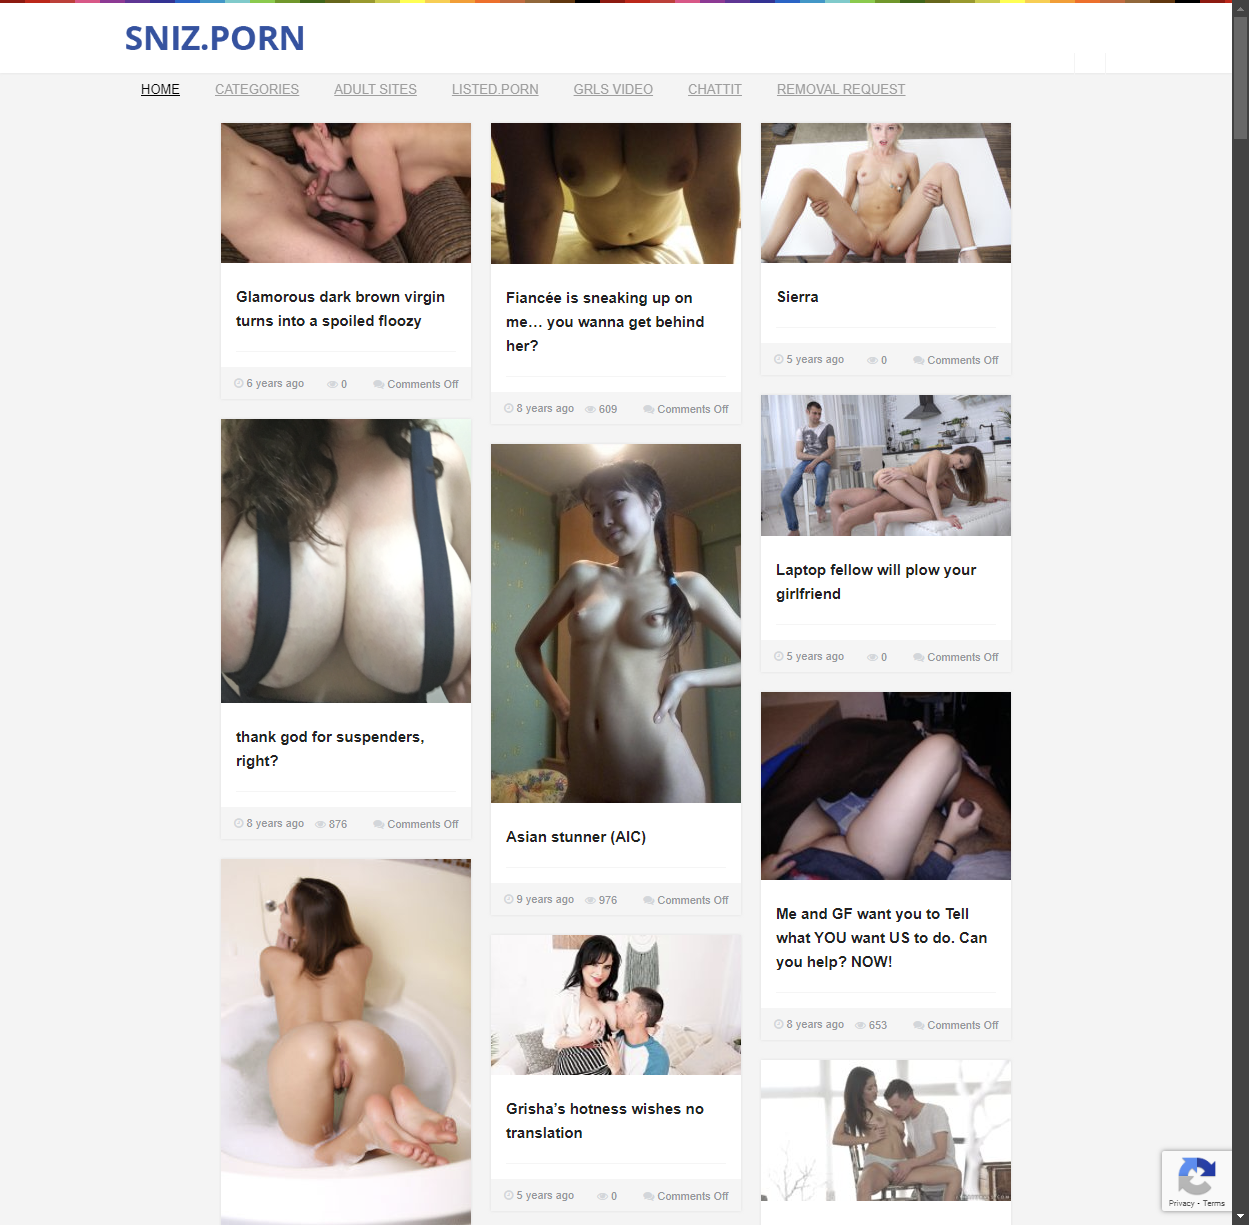 SNIZ.PORN
HOME CATEGORIES ADULT SITES LISTED.PORN GRLS VIDEO CHATTIT REMOVAL REQUEST
Glamorous dark brown virgin
turns into a spoiled floozy
6 years ago 0 Comments Off
thank god for suspenders,
right?
8 years ago 876 Comments Off
Fiancée is sneaking up on
me… you wanna get behind
her?
8 years ago 609 Comments Off
Asian stunner (AIC)
9 years ago 976 Comments Off
Grisha’s hotness wishes no
translation
5 years ago 0 Comments Off
Sierra
5 years ago 0 Comments Off
Laptop fellow will plow your
girlfriend
5 years ago 0 Comments Off
Me and GF want you to Tell
what YOU want US to do. Can
you help? NOW!
8 years ago 653 Comments Off
Privacy - Terms